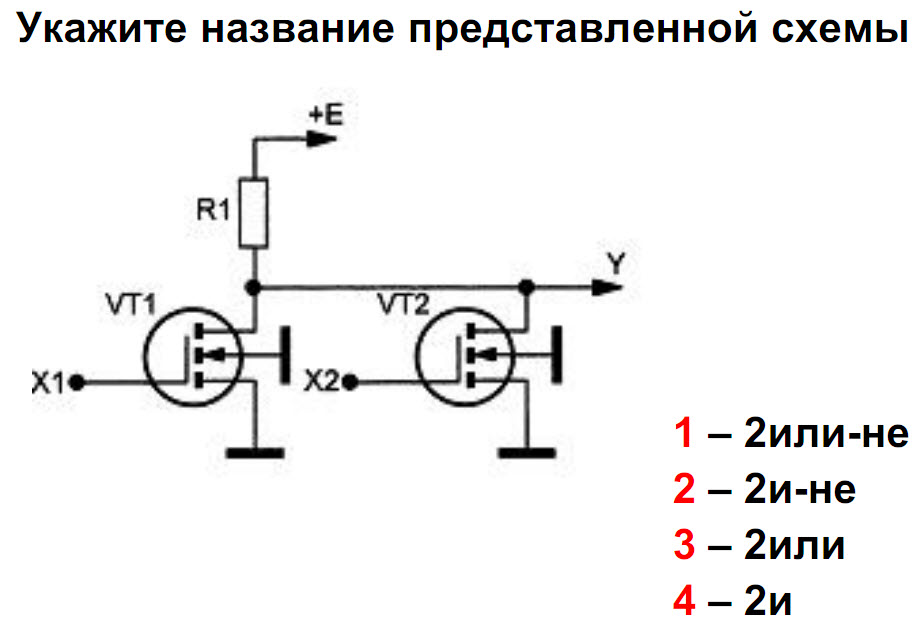 Укажите название представленной схемы
+E
R1
Y
VT1
VT2
X1
X2
1 – 2или-не
2 – 2и-не
3 – 2или
4 – 2и